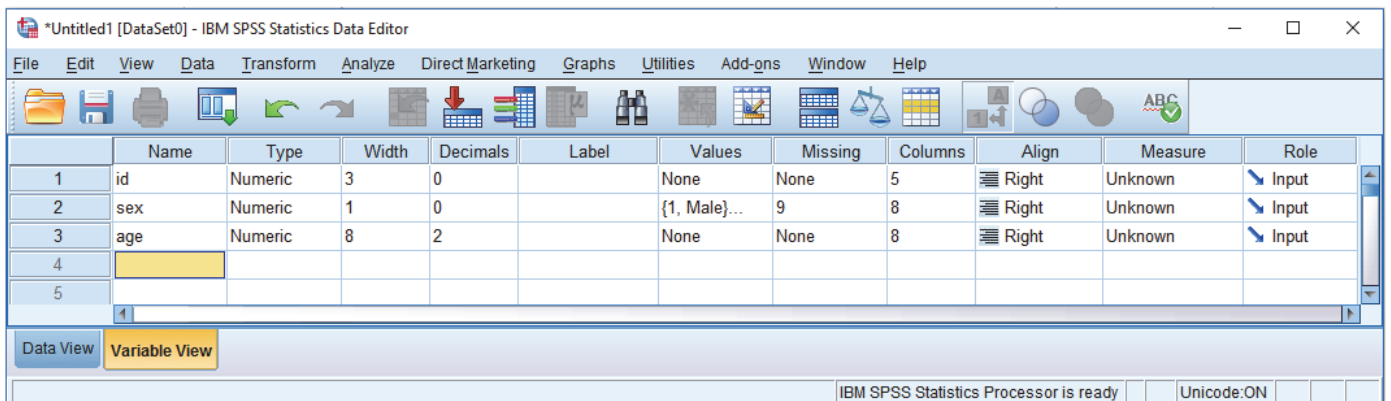 *Untitled1 [DataSet0] - IBM SPSS Statistics Data Editor
File Edit View Data Transform Analyze Direct Marketing Graphs Utilities Add-ons Window Help
A 1 μ ABC
Name Type Width Decimals Label Values Missing Columns Align Measure Role
1 id Numeric 3 0 None None 5 Right Unknown Input
2 sex Numeric 1 0 {1, Male}... 9 8 Right Unknown Input
3 age Numeric 8 2 None None 8 Right Unknown Input
4
5
Data View Variable View
IBM SPSS Statistics Processor is ready Unicode:ON